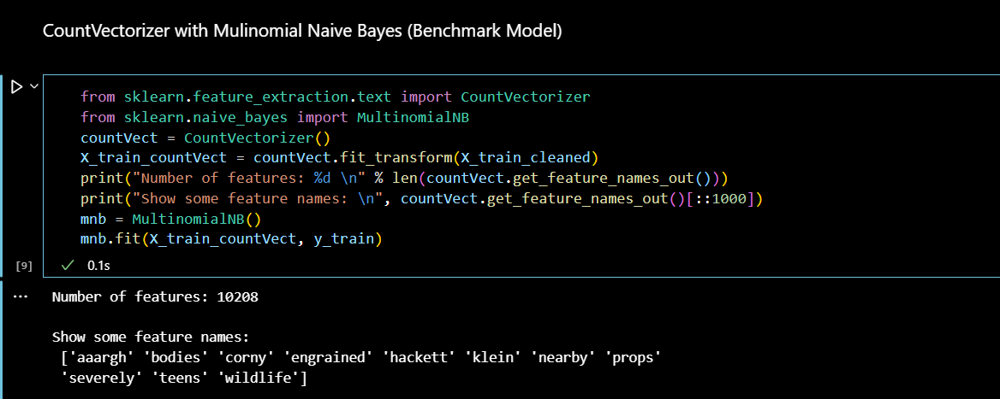 CountVectorizer with Mulinomial Naive Bayes (Benchmark Model)
from sklearn.feature_extraction.text import CountVectorizer
from sklearn.naive_bayes import MultinomialNB
countVect = CountVectorizer()
X_train_countVect = countVect.fit_transform(X_train_cleaned)
print("Number of features: %d \n" % len(countVect.get_feature_names_out()))
print("Show some feature names: \n", countVect.get_feature_names_out()[::1000])
mnb = MultinomialNB()
mnb.fit(X_train_countVect, y_train)
[9] 0.1s
Number of features: 10208
Show some feature names:
['aaargh' 'bodies' 'corny' 'engrained' 'hackett' 'klein' 'nearby' 'props'
'severely' 'teens' 'wildlife']